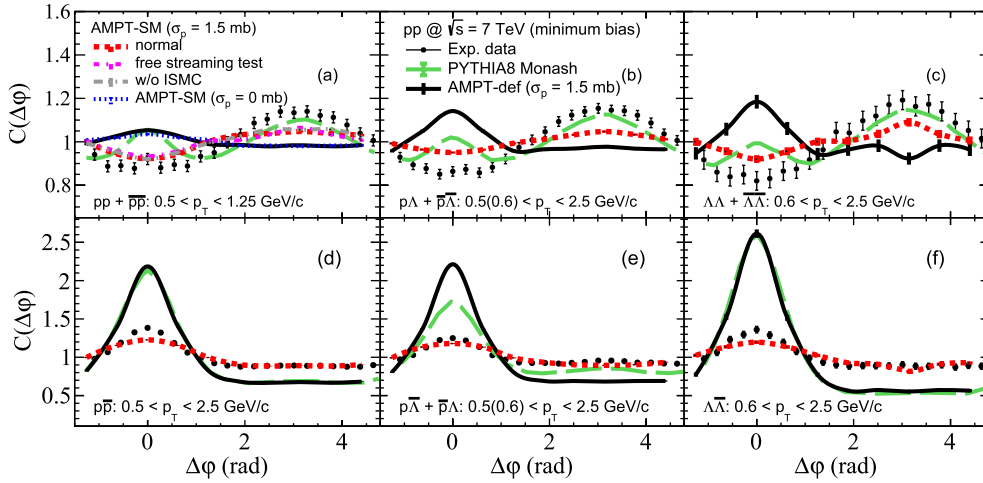 AMPT-SM (σp = 1.5 mb)
normal
free streaming test
w/o ISMC
AMPT-SM (σp = 0 mb)
(a)
pp @ √s = 7 TeV (minimum bias)
Exp. data
PYTHIA8 Monash
AMPT-def (σp = 1.5 mb)
(b)
(c)
1.6
1.4
1.2
1
0.8
C(Δφ)
pp + p̅p̅: 0.5 < pT < 1.25 GeV/c
pΛ + p̅Λ̅: 0.5(0.6) < pT < 2.5 GeV/c
ΛΛ + Λ̅Λ̅: 0.6 < pT < 2.5 GeV/c
(d)
(e)
(f)
2.5
2
1.5
1
0.5
C(Δφ)
pp̅: 0.5 < pT < 2.5 GeV/c
pΛ̅ + p̅Λ: 0.5(0.6) < pT < 2.5 GeV/c
ΛΛ̅: 0.6 < pT < 2.5 GeV/c
0 2 4 0 2 4 0 2 4
Δφ (rad) Δφ (rad) Δφ (rad)